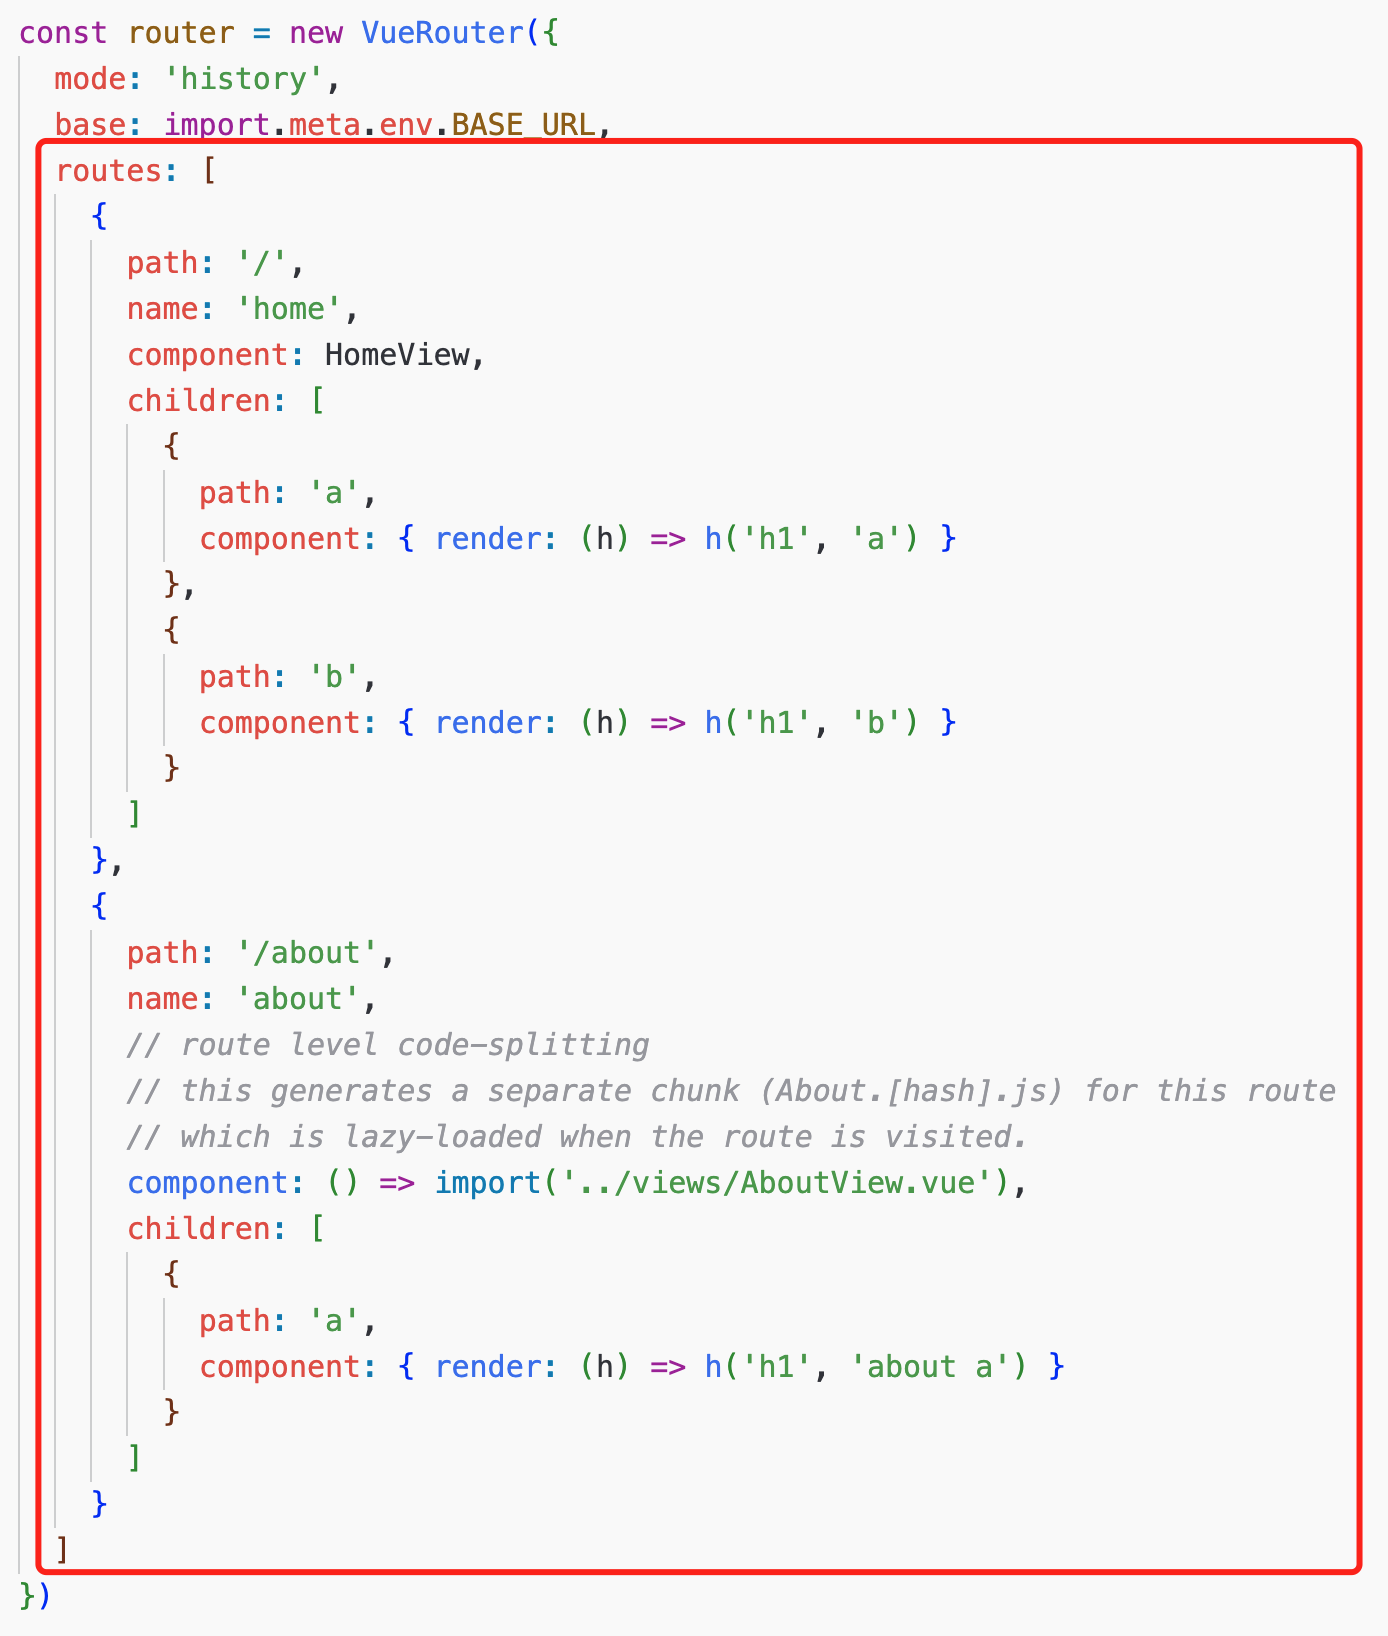 const router = new VueRouter({
  mode: 'history',
  base: import.meta.env.BASE_URL,
  routes: [
    {
      path: '/',
      name: 'home',
      component: HomeView,
      children: [
        {
          path: 'a',
          component: { render: (h) => h('h1', 'a') }
        },
        {
          path: 'b',
          component: { render: (h) => h('h1', 'b') }
        }
      ]
    },
    {
      path: '/about',
      name: 'about',
      // route level code-splitting
      // this generates a separate chunk (About.[hash].js) for this route
      // which is lazy-loaded when the route is visited.
      component: () => import('../views/AboutView.vue'),
      children: [
        {
          path: 'a',
          component: { render: (h) => h('h1', 'about a') }
        }
      ]
    }
  ]
})